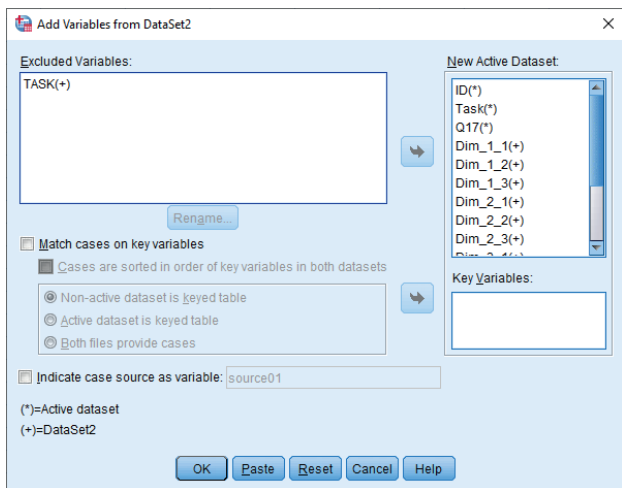 Add Variables from DataSet2
Excluded Variables:
TASK(+)
Rename...
New Active Dataset:
ID(*)
Task(*)
Q17(*)
Dim_1_1(+)
Dim_1_2(+)
Dim_1_3(+)
Dim_2_1(+)
Dim_2_2(+)
Dim_2_3(+)
Dim_3_1(+)
Match cases on key variables
Cases are sorted in order of key variables in both datasets
Non-active dataset is keyed table
Active dataset is keyed table
Both files provide cases
Key Variables:
Indicate case source as variable: source01
(*)=Active dataset
(+)=DataSet2
OK Paste Reset Cancel Help